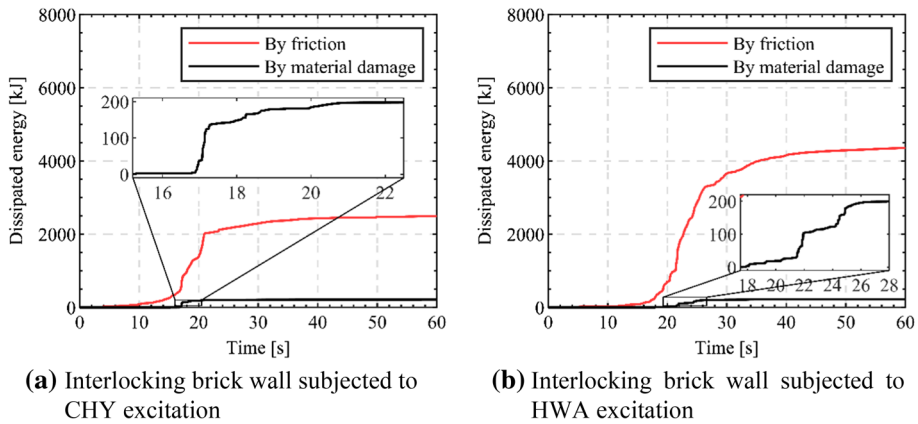 8000
6000
4000
2000
0
Dissipated energy [kJ]
By friction
By material damage
200
100
0
16 18 20 22
0 10 20 30 40 50 60
Time [s]
(a) Interlocking brick wall subjected to
CHY excitation
8000
6000
4000
2000
0
Dissipated energy [kJ]
By friction
By material damage
200
100
0
18 20 22 24 26 28
0 10 20 30 40 50 60
Time [s]
(b) Interlocking brick wall subjected to
HWA excitation